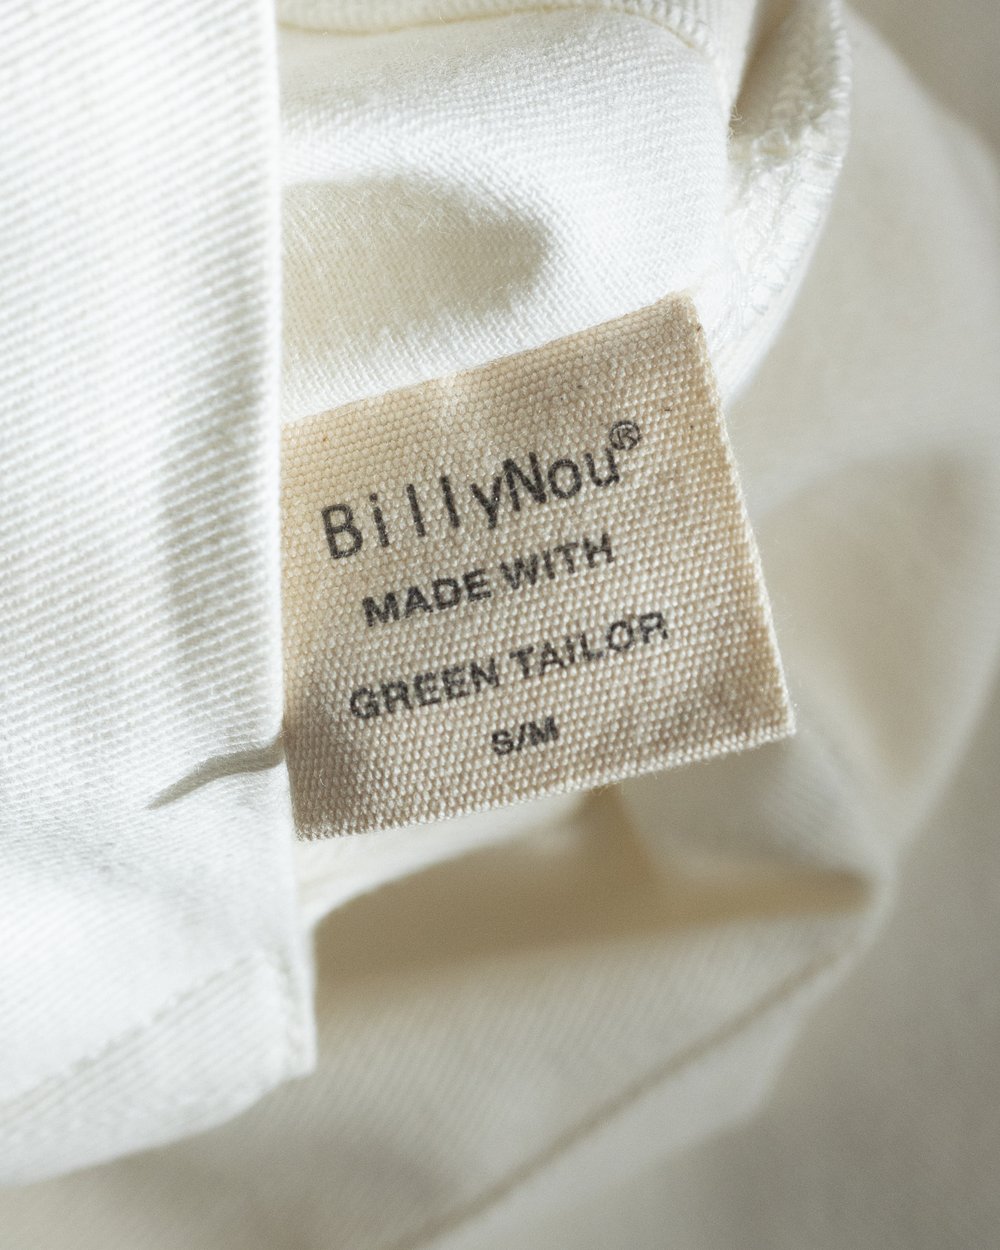 BillyNou®
MADE WITH
GREEN TAILOR
S/M